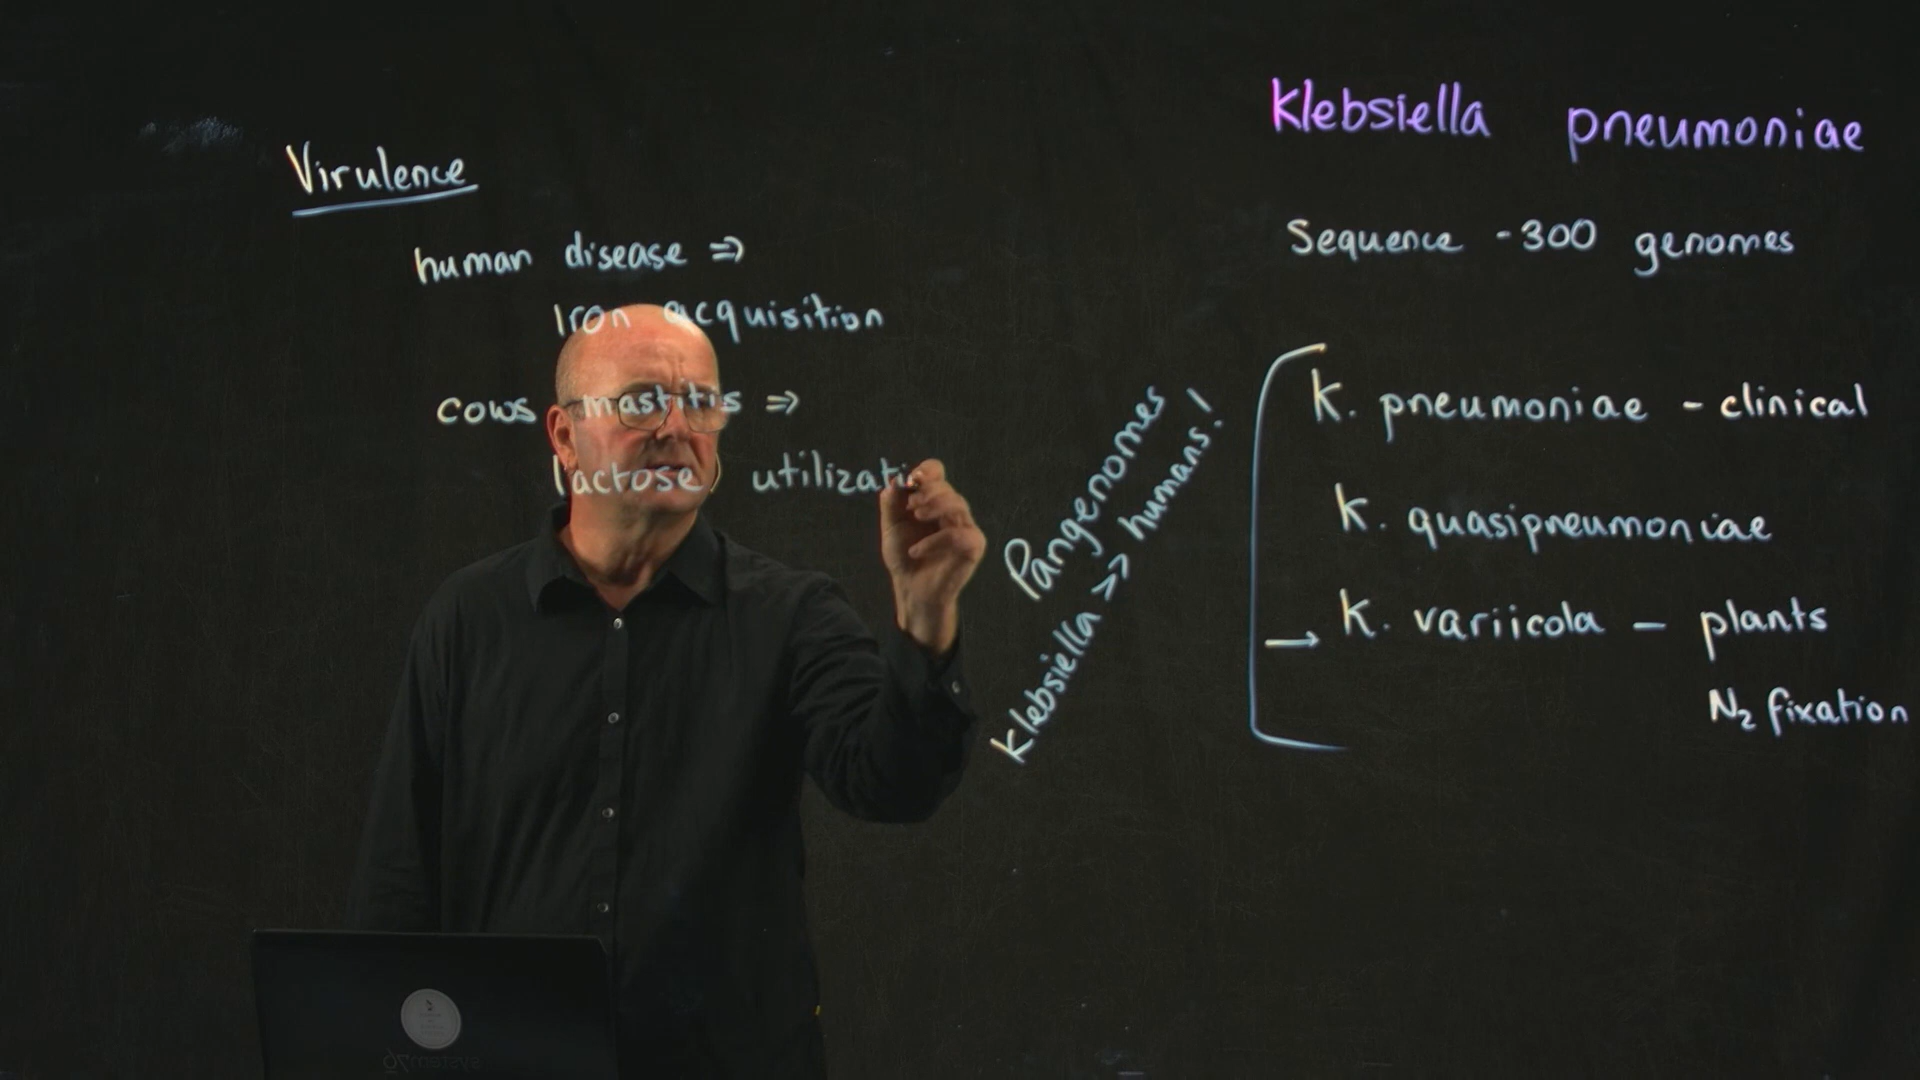 Virulence
human disease ⇒
Iron acquisition
cows mastitis ⇒
lactose utilizati
Pangenomes
Klebsiella >> humans!
Klebsiella pneumoniae
Sequence - 300 genomes
K. pneumoniae - clinical
K. quasipneumoniae
→ K. variicola - plants
N₂ fixation
system76